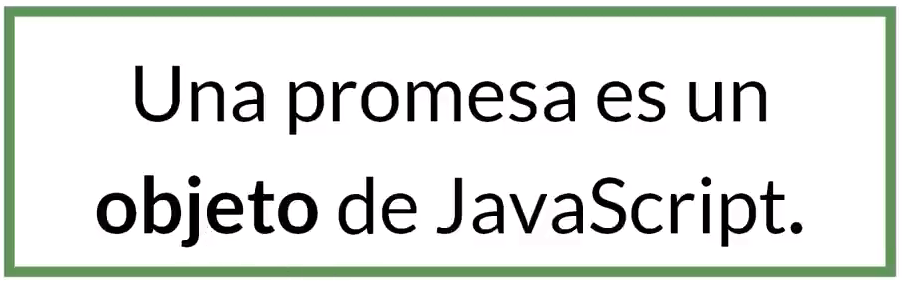 Una promesa es un
objeto de JavaScript.